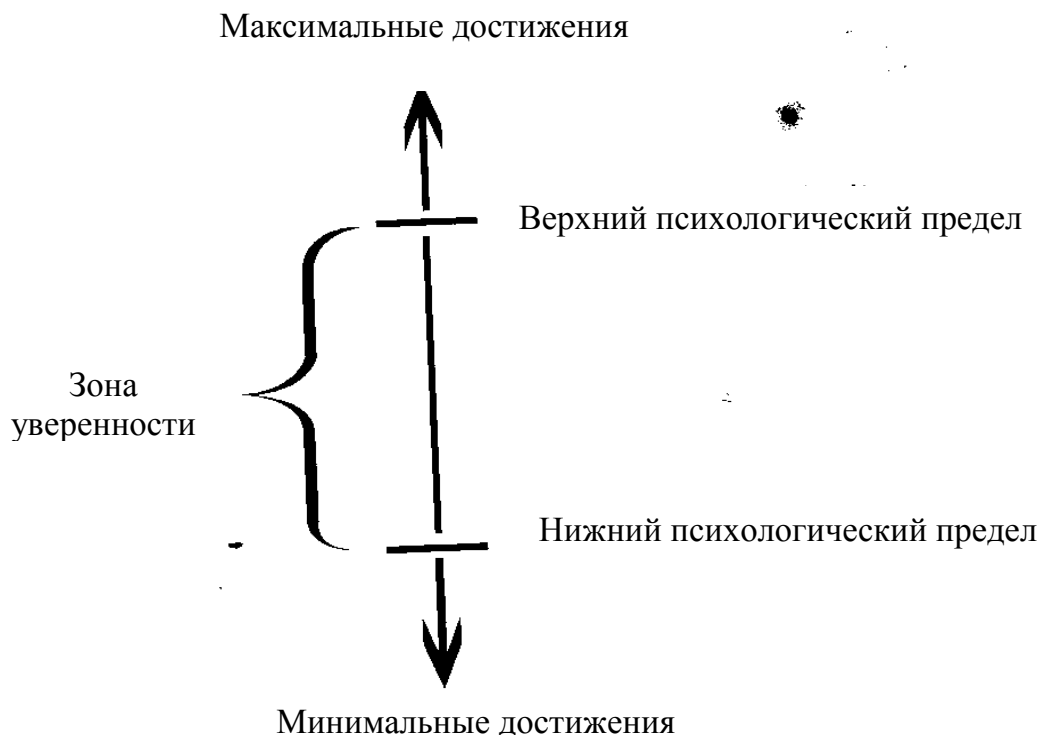 Максимальные достижения
Верхний психологический предел
Зона
уверенности
Нижний психологический предел
Минимальные достижения